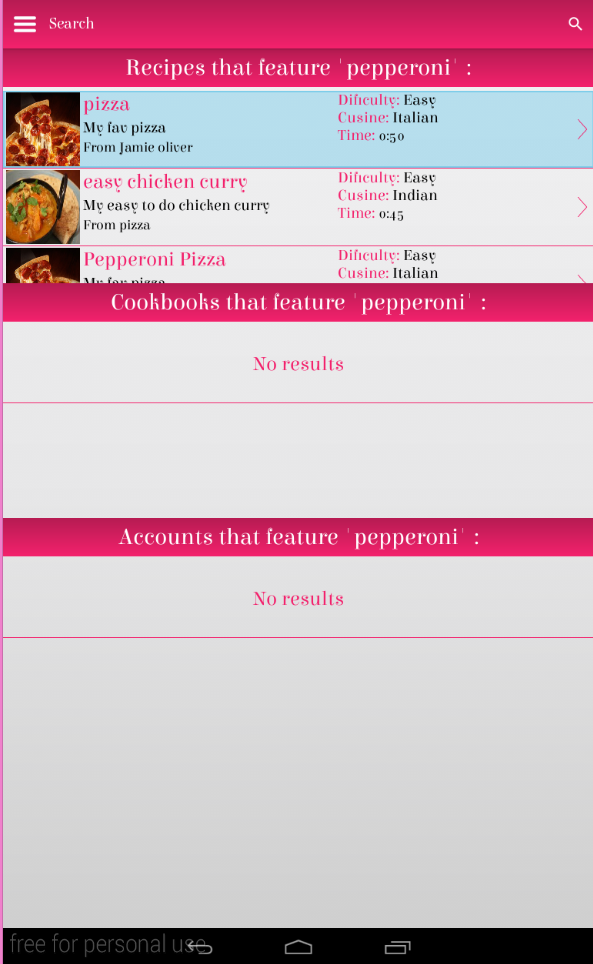 Search
Recipes that feature 'pepperoni' :
pizza
My fav pizza
From Jamie oliver
Dificulty: Easy
Cusine: Italian
Time: 0:50
easy chicken curry
My easy to do chicken curry
From pizza
Dificulty: Easy
Cusine: Indian
Time: 0:45
Pepperoni Pizza
My fav pizza
Dificulty: Easy
Cusine: Italian
Cookbooks that feature 'pepperoni' :
No results
Accounts that feature 'pepperoni' :
No results
free for personal use